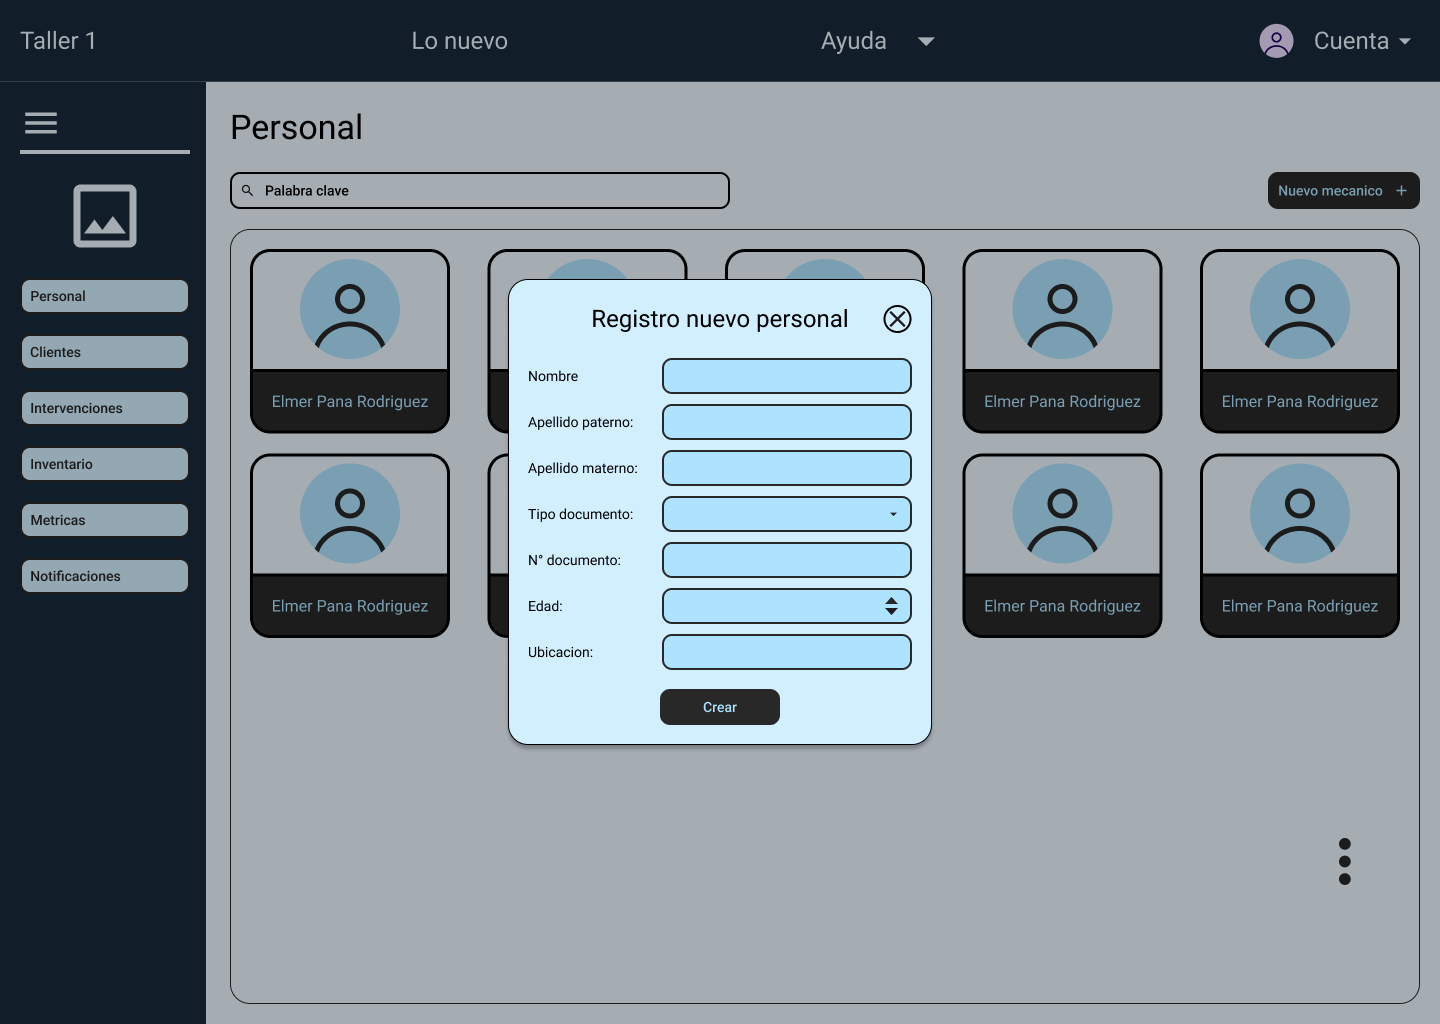 Taller 1
Lo nuevo
Ayuda
Cuenta
Personal
Palabra clave
Nuevo mecanico +
Personal
Clientes
Intervenciones
Inventario
Metricas
Notificaciones
Elmer Pana Rodriguez
Elmer Pana Rodriguez
Elmer Pana Rodriguez
Elmer Pana Rodriguez
Elmer Pana Rodriguez
Elmer Pana Rodriguez
Registro nuevo personal
Nombre
Apellido paterno:
Apellido materno:
Tipo documento:
N° documento:
Edad:
Ubicacion:
Crear